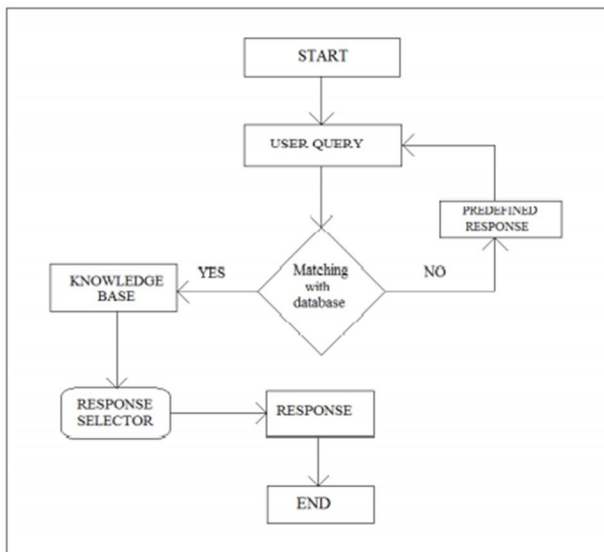 START
USER QUERY
PREDEFINED
RESPONSE
YES
Matching
with
database
NO
KNOWLEDGE
BASE
RESPONSE
SELECTOR
RESPONSE
END